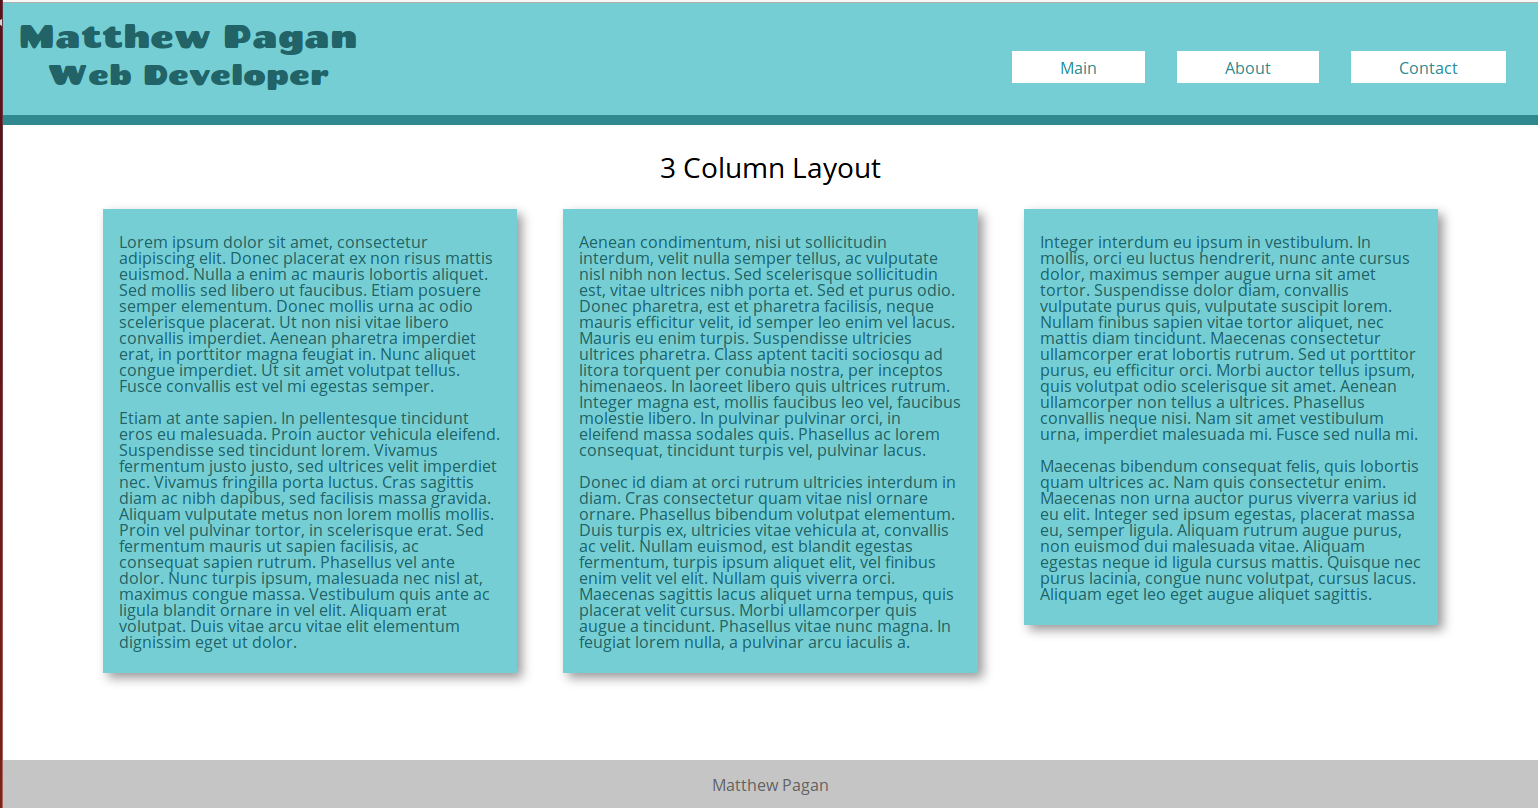 Matthew Pagan
Web Developer
Main
About
Contact
3 Column Layout
Lorem ipsum dolor sit amet, consectetur
adipiscing elit. Donec placerat ex non risus mattis
euismod. Nulla a enim ac mauris lobortis aliquet.
Sed mollis sed libero ut faucibus. Etiam posuere
semper elementum. Donec mollis urna ac odio
scelerisque placerat. Ut non nisi vitae libero
convallis imperdiet. Aenean pharetra imperdiet
erat, in porttitor magna feugiat in. Nunc aliquet
congue imperdiet. Ut sit amet volutpat tellus.
Fusce convallis est vel mi egestas semper.
Etiam at ante sapien. In pellentesque tincidunt
eros eu malesuada. Proin auctor vehicula eleifend.
Suspendisse sed tincidunt lorem. Vivamus
fermentum justo justo, sed ultrices velit imperdiet
nec. Vivamus fringilla porta luctus. Cras sagittis
diam ac nibh dapibus, sed facilisis massa gravida.
Aliquam vulputate metus non lorem mollis mollis.
Proin vel pulvinar tortor, in scelerisque erat. Sed
fermentum mauris ut sapien facilisis, ac
consequat sapien rutrum. Phasellus vel ante
dolor. Nunc turpis ipsum, malesuada nec nisl at,
maximus congue massa. Vestibulum quis ante ac
ligula blandit ornare in vel elit. Aliquam erat
volutpat. Duis vitae arcu vitae elit elementum
dignissim eget ut dolor.
Aenean condimentum, nisi ut sollicitudin
interdum, velit nulla semper tellus, ac vulputate
nisl nibh non lectus. Sed scelerisque sollicitudin
est, vitae ultrices nibh porta et. Sed et purus odio.
Donec pharetra, est et pharetra facilisis, neque
mauris efficitur velit, id semper leo enim vel lacus.
Mauris eu enim turpis. Suspendisse ultricies
ultrices pharetra. Class aptent taciti sociosqu ad
litora torquent per conubia nostra, per inceptos
himenaeos. In laoreet libero quis ultrices rutrum.
Integer magna est, mollis faucibus leo vel, faucibus
molestie libero. In pulvinar pulvinar orci, in
eleifend massa sodales quis. Phasellus ac lorem
consequat, tincidunt turpis vel, pulvinar lacus.
Donec id diam at orci rutrum ultricies interdum in
diam. Cras consectetur quam vitae nisl ornare
ornare. Phasellus bibendum volutpat elementum.
Duis turpis ex, ultricies vitae vehicula at, convallis
ac velit. Nullam euismod, est blandit egestas
fermentum, turpis ipsum aliquet elit, vel finibus
enim velit vel elit. Nullam quis viverra orci.
Maecenas sagittis lacus aliquet urna tempus, quis
placerat velit cursus. Morbi ullamcorper quis
augue a tincidunt. Phasellus vitae nunc magna. In
feugiat lorem nulla, a pulvinar arcu iaculis a.
Integer interdum eu ipsum in vestibulum. In
mollis, orci eu luctus hendrerit, nunc ante cursus
dolor, maximus semper augue urna sit amet
tortor. Suspendisse dolor diam, convallis
vulputate purus quis, vulputate suscipit lorem.
Nullam finibus sapien vitae tortor aliquet, nec
mattis diam tincidunt. Maecenas consectetur
ullamcorper erat lobortis rutrum. Sed ut porttitor
purus, eu efficitur orci. Morbi auctor tellus ipsum,
quis volutpat odio scelerisque sit amet. Aenean
ullamcorper non tellus a ultrices. Phasellus
convallis neque nisi. Nam sit amet vestibulum
urna, imperdiet malesuada mi. Fusce sed nulla mi.
Maecenas bibendum consequat felis, quis lobortis
quam ultrices ac. Nam quis consectetur enim.
Maecenas non urna auctor purus viverra varius id
eu elit. Integer sed ipsum egestas, placerat massa
eu, semper ligula. Aliquam rutrum augue purus,
non euismod dui malesuada vitae. Aliquam
egestas neque id ligula cursus mattis. Quisque nec
purus lacinia, congue nunc volutpat, cursus lacus.
Aliquam eget leo eget augue aliquet sagittis.
Matthew Pagan